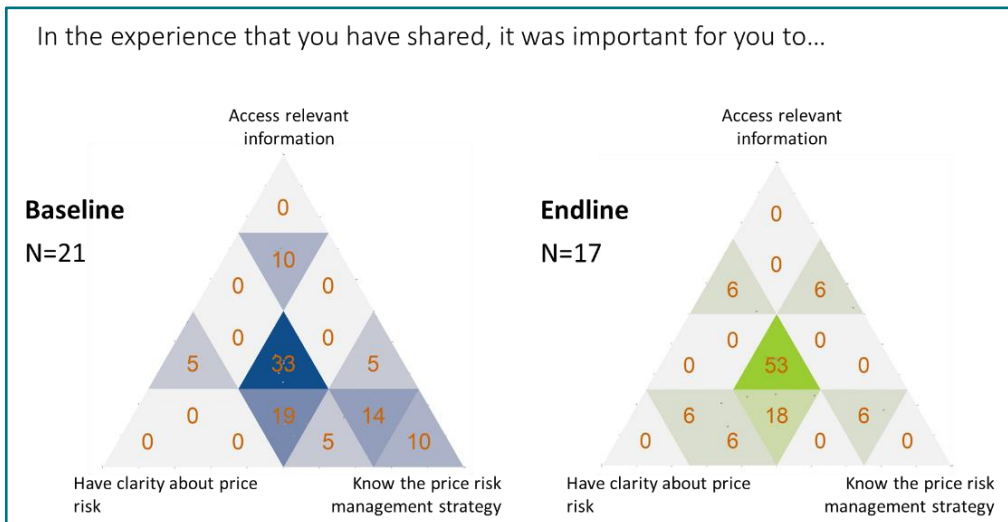 In the experience that you have shared, it was important for you to…
Access relevant
information
Baseline
N=21
0
10
0
0
0
0
5
33
5
0
19
14
0
0
5
10
Have clarity about price
risk
Know the price risk
management strategy
Access relevant
information
Endline
N=17
0
0
6
6
0
0
0
53
0
6
18
6
0
6
0
0
Have clarity about price
risk
Know the price risk
management strategy